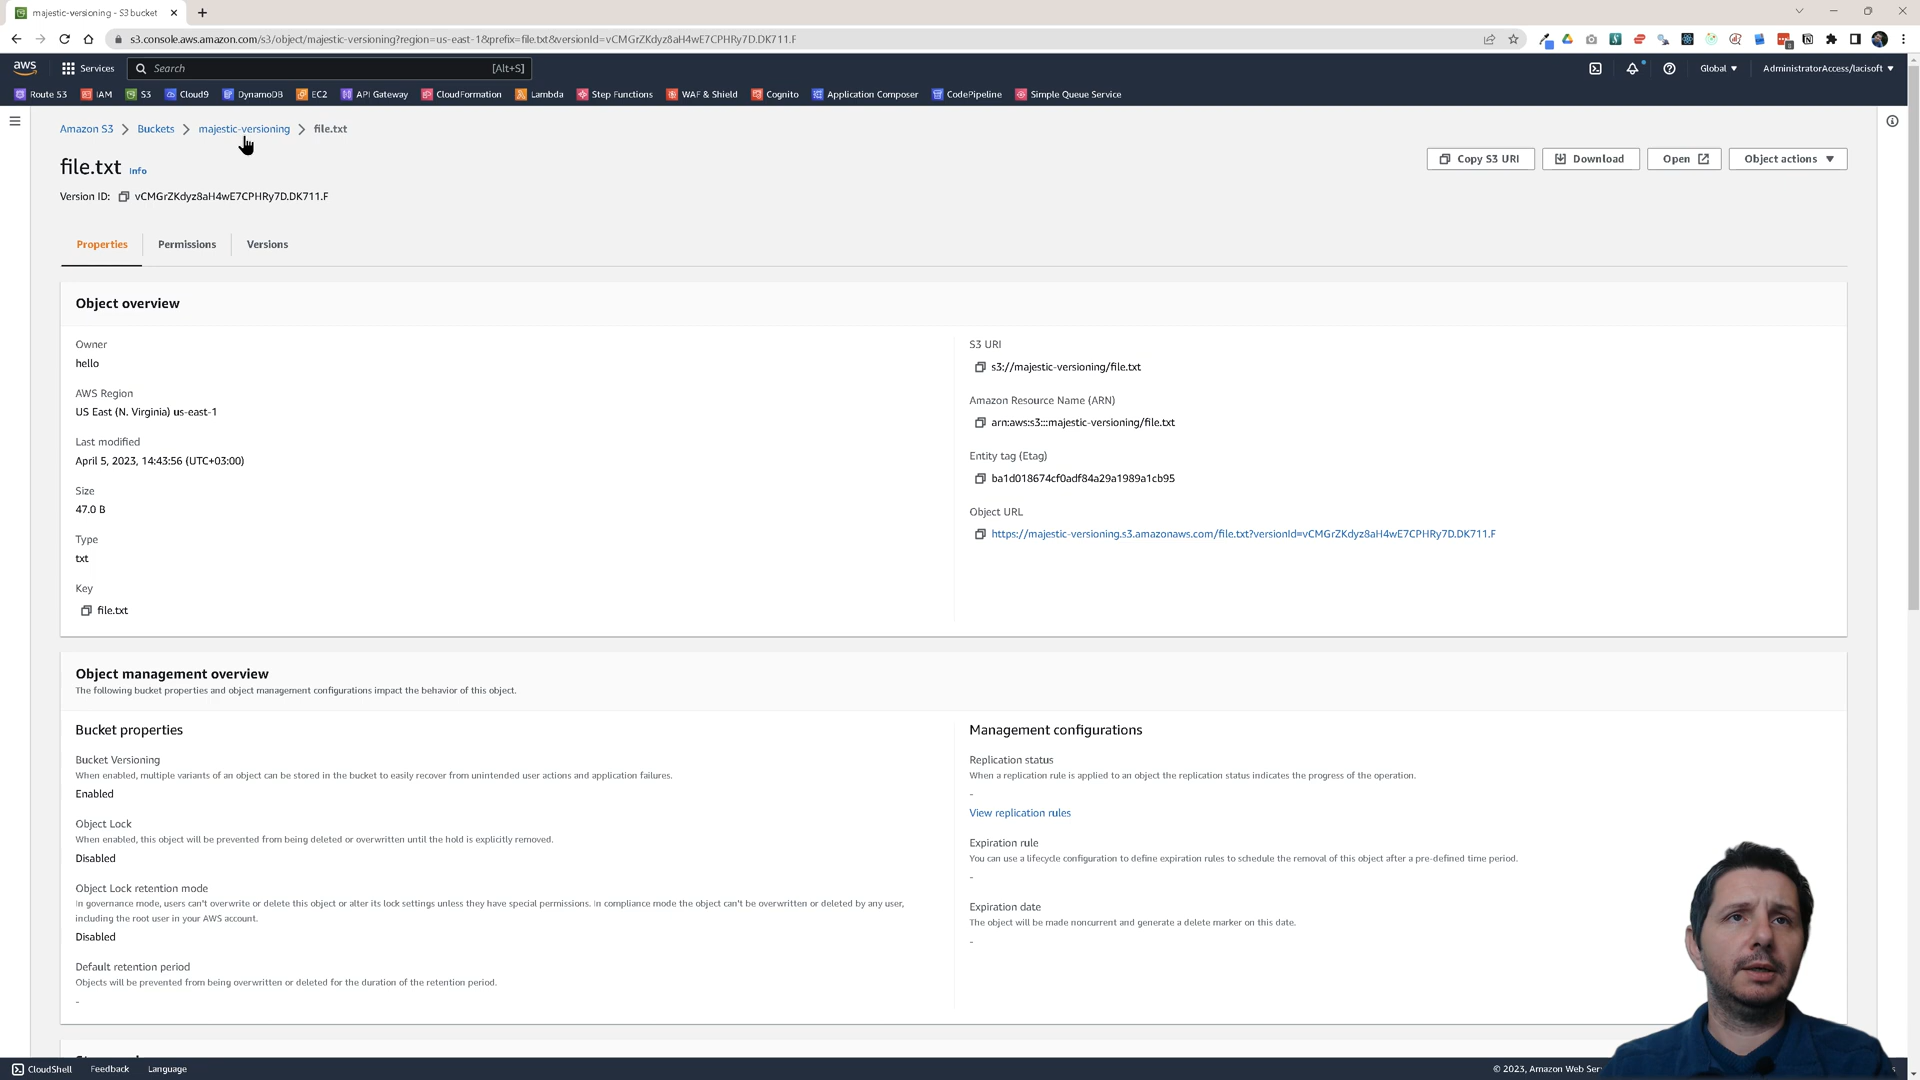 majestic-versioning - S3 bucket
s3.console.aws.amazon.com/s3/object/majestic-versioning?region=us-east-1&prefix=file.txt&versionId=vCMGrZKdyz8aH4wE7CPHRy7D.DK711.F
aws Services Search [Alt+S] Global AdministratorAccess/lacisoft
Route 53 IAM S3 Cloud9 DynamoDB EC2 API Gateway CloudFormation Lambda Step Functions WAF & Shield Cognito Application Composer CodePipeline Simple Queue Service
Amazon S3 Buckets majestic-versioning file.txt
file.txt Info
Copy S3 URI Download Open Object actions
Version ID: vCMGrZKdyz8aH4wE7CPHRy7D.DK711.F
Properties Permissions Versions
Object overview
Owner
hello
AWS Region
US East (N. Virginia) us-east-1
Last modified
April 5, 2023, 14:43:56 (UTC+03:00)
Size
47.0 B
Type
txt
Key
file.txt
S3 URI
s3://majestic-versioning/file.txt
Amazon Resource Name (ARN)
arn:aws:s3:::majestic-versioning/file.txt
Entity tag (Etag)
ba1d018674cf0adf84a29a1989a1cb95
Object URL
https://majestic-versioning.s3.amazonaws.com/file.txt?versionId=vCMGrZKdyz8aH4wE7CPHRy7D.DK711.F
Object management overview
The following bucket properties and object management configurations impact the behavior of this object.
Bucket properties
Bucket Versioning
When enabled, multiple variants of an object can be stored in the bucket to easily recover from unintended user actions and application failures.
Enabled
Object Lock
When enabled, this object will be prevented from being deleted or overwritten until the hold is explicitly removed.
Disabled
Object Lock retention mode
In governance mode, users can't overwrite or delete this object or alter its lock settings unless they have special permissions. In compliance mode the object can't be overwritten or deleted by any user,
including the root user in your AWS account.
Disabled
Default retention period
Objects will be prevented from being overwritten or deleted for the duration of the retention period.
-
Management configurations
Replication status
When a replication rule is applied to an object the replication status indicates the progress of the operation.
-
View replication rules
Expiration rule
You can use a lifecycle configuration to define expiration rules to schedule the removal of this object after a pre-defined time period.
-
Expiration date
The object will be made noncurrent and generate a delete marker on this date.
-
CloudShell Feedback Language © 2023, Amazon Web